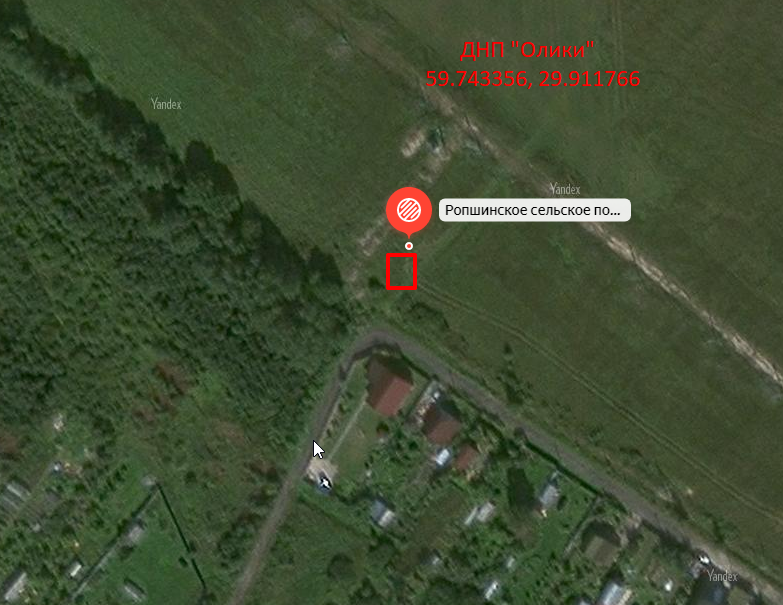 ДНП "Олики"
59.743356, 29.911766
Yandex
Yandex
Ропшинское сельское по...
Yandex